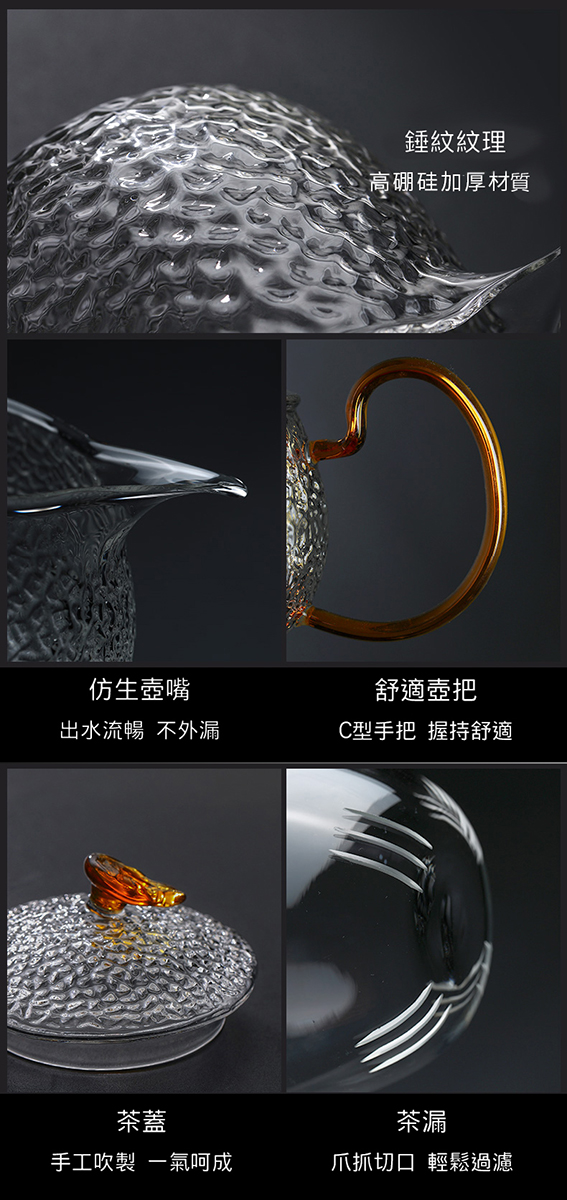 錘紋紋理
高硼硅加厚材質
仿生壺嘴
出水流暢 不外漏
舒適壺把
C型手把 握持舒適
茶蓋
手工吹製 一氣呵成
茶漏
爪抓切口 輕鬆過濾